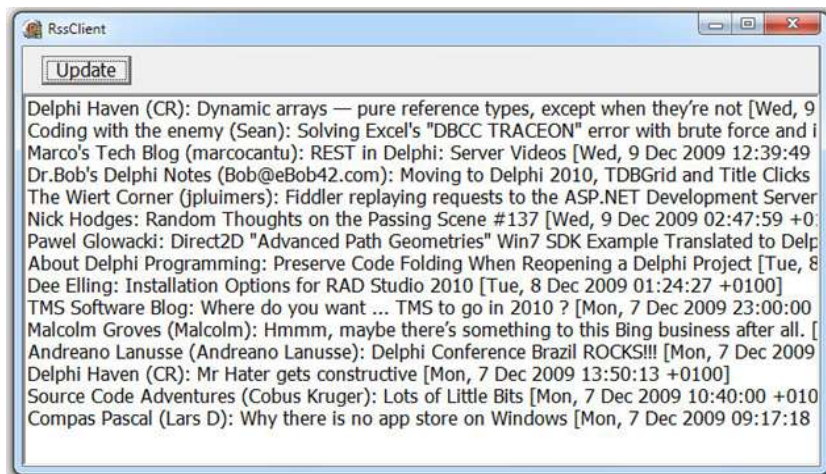 RssClient
Update
Delphi Haven (CR): Dynamic arrays — pure reference types, except when they're not [Wed, 9
Coding with the enemy (Sean): Solving Excel's "DBCC TRACEON" error with brute force and i
Marco's Tech Blog (marcocantu): REST in Delphi: Server Videos [Wed, 9 Dec 2009 12:39:49
Dr.Bob's Delphi Notes (Bob@eBob42.com): Moving to Delphi 2010, TDBGrid and Title Clicks
The Wiert Corner (jpluimers): Fiddler replaying requests to the ASP.NET Development Server
Nick Hodges: Random Thoughts on the Passing Scene #137 [Wed, 9 Dec 2009 02:47:59 +0
Pawel Glowacki: Direct2D "Advanced Path Geometries" Win7 SDK Example Translated to Delp
About Delphi Programming: Preserve Code Folding When Reopening a Delphi Project [Tue, 8
Dee Elling: Installation Options for RAD Studio 2010 [Tue, 8 Dec 2009 01:24:27 +0100]
TMS Software Blog: Where do you want ... TMS to go in 2010 ? [Mon, 7 Dec 2009 23:00:00
Malcolm Groves (Malcolm): Hmmm, maybe there's something to this Bing business after all. [
Andreano Lanusse (Andreano Lanusse): Delphi Conference Brazil ROCKS!!! [Mon, 7 Dec 2009
Delphi Haven (CR): Mr Hater gets constructive [Mon, 7 Dec 2009 13:50:13 +0100]
Source Code Adventures (Cobus Kruger): Lots of Little Bits [Mon, 7 Dec 2009 10:40:00 +010
Compas Pascal (Lars D): Why there is no app store on Windows [Mon, 7 Dec 2009 09:17:18